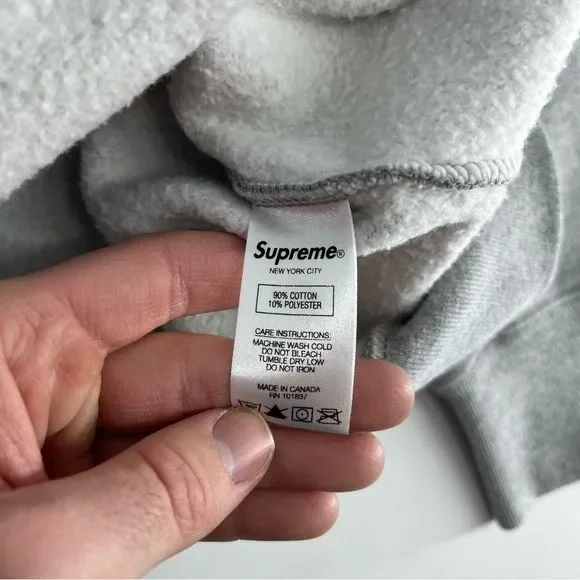 Supreme®
NEW YORK CITY
90% COTTON
10% POLYESTER
CARE INSTRUCTIONS:
MACHINE WASH COLD
DO NOT BLEACH
TUMBLE DRY LOW
DO NOT IRON
MADE IN CANADA
RN 101837